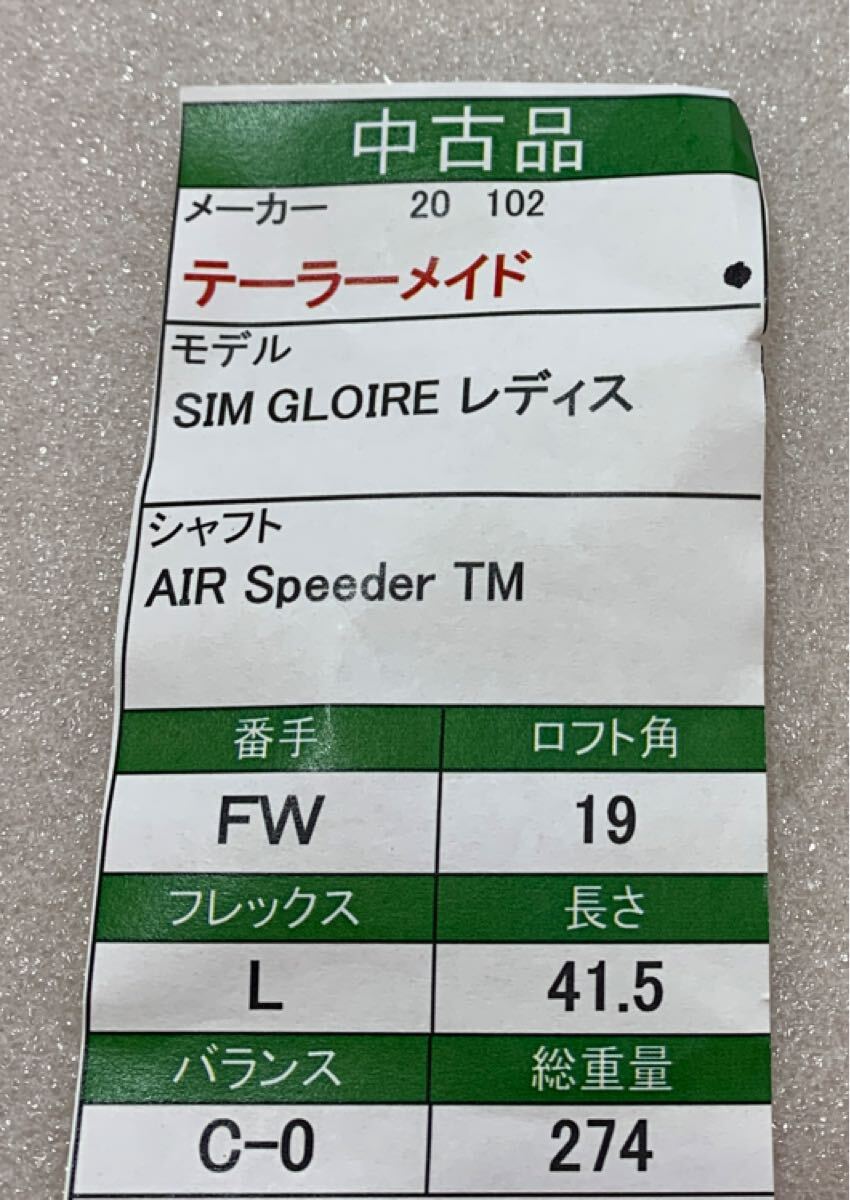 中古品
メーカー 20 102
テーラーメイド
モデル
SIM GLOIRE レディス
シャフト
AIR Speeder TM
番手 ロフト角
FW 19
フレックス 長さ
L 41.5
バランス 総重量
C-0 274